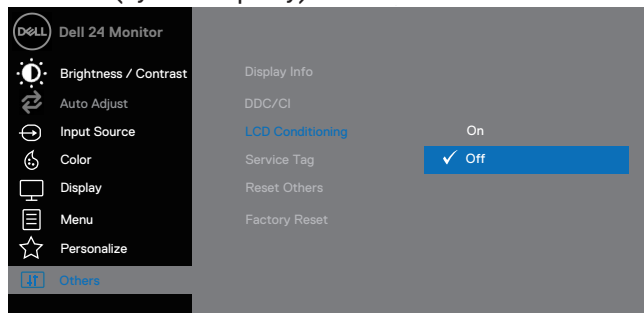 DELL Dell 24 Monitor
Brightness / Contrast
Display Info
Auto Adjust
DDC/CI
Input Source
LCD Conditioning
On
Color
Service Tag
✓ Off
Display
Reset Others
Menu
Factory Reset
Personalize
Others